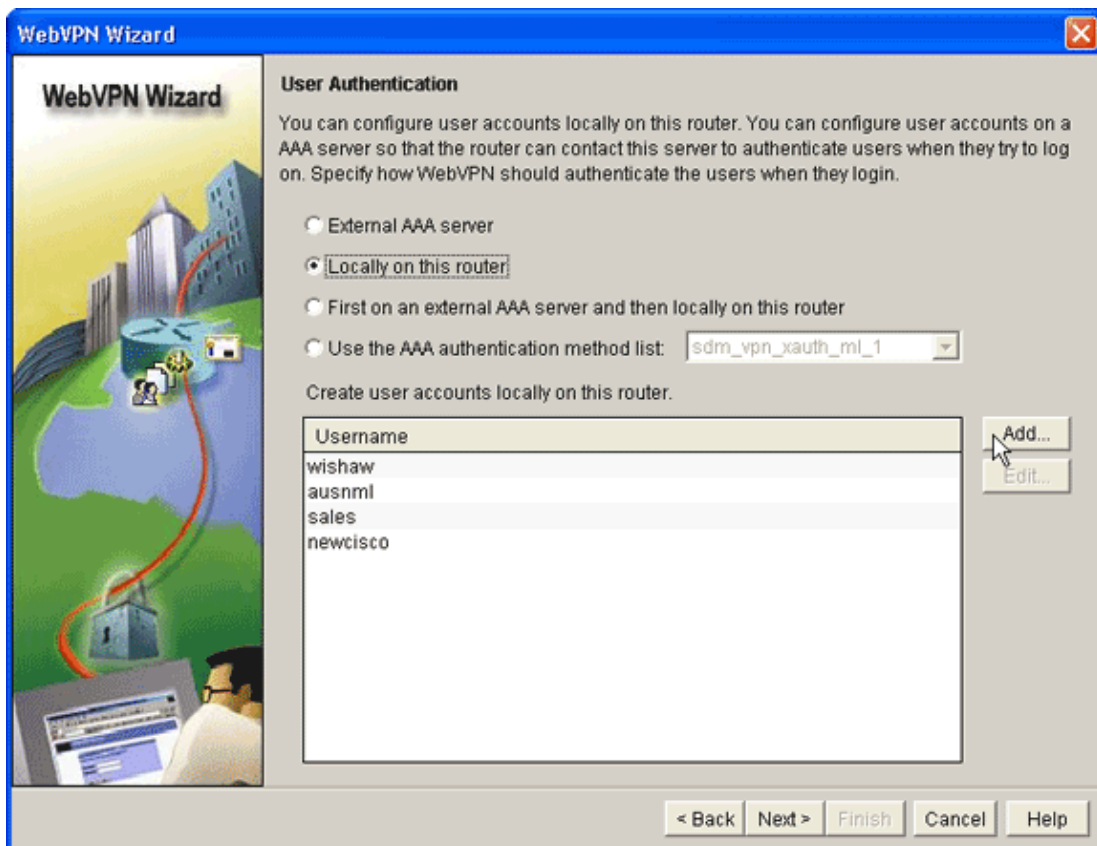 WebVPN Wizard
WebVPN Wizard
User Authentication
You can configure user accounts locally on this router. You can configure user accounts on a
AAA server so that the router can contact this server to authenticate users when they try to log
on. Specify how WebVPN should authenticate the users when they login.
External AAA server
Locally on this router
First on an external AAA server and then locally on this router
Use the AAA authentication method list: sdm_vpn_xauth_ml_1
Create user accounts locally on this router.
Username
Add...
wishaw
Edit...
ausnml
sales
newcisco
< Back Next > Finish Cancel Help